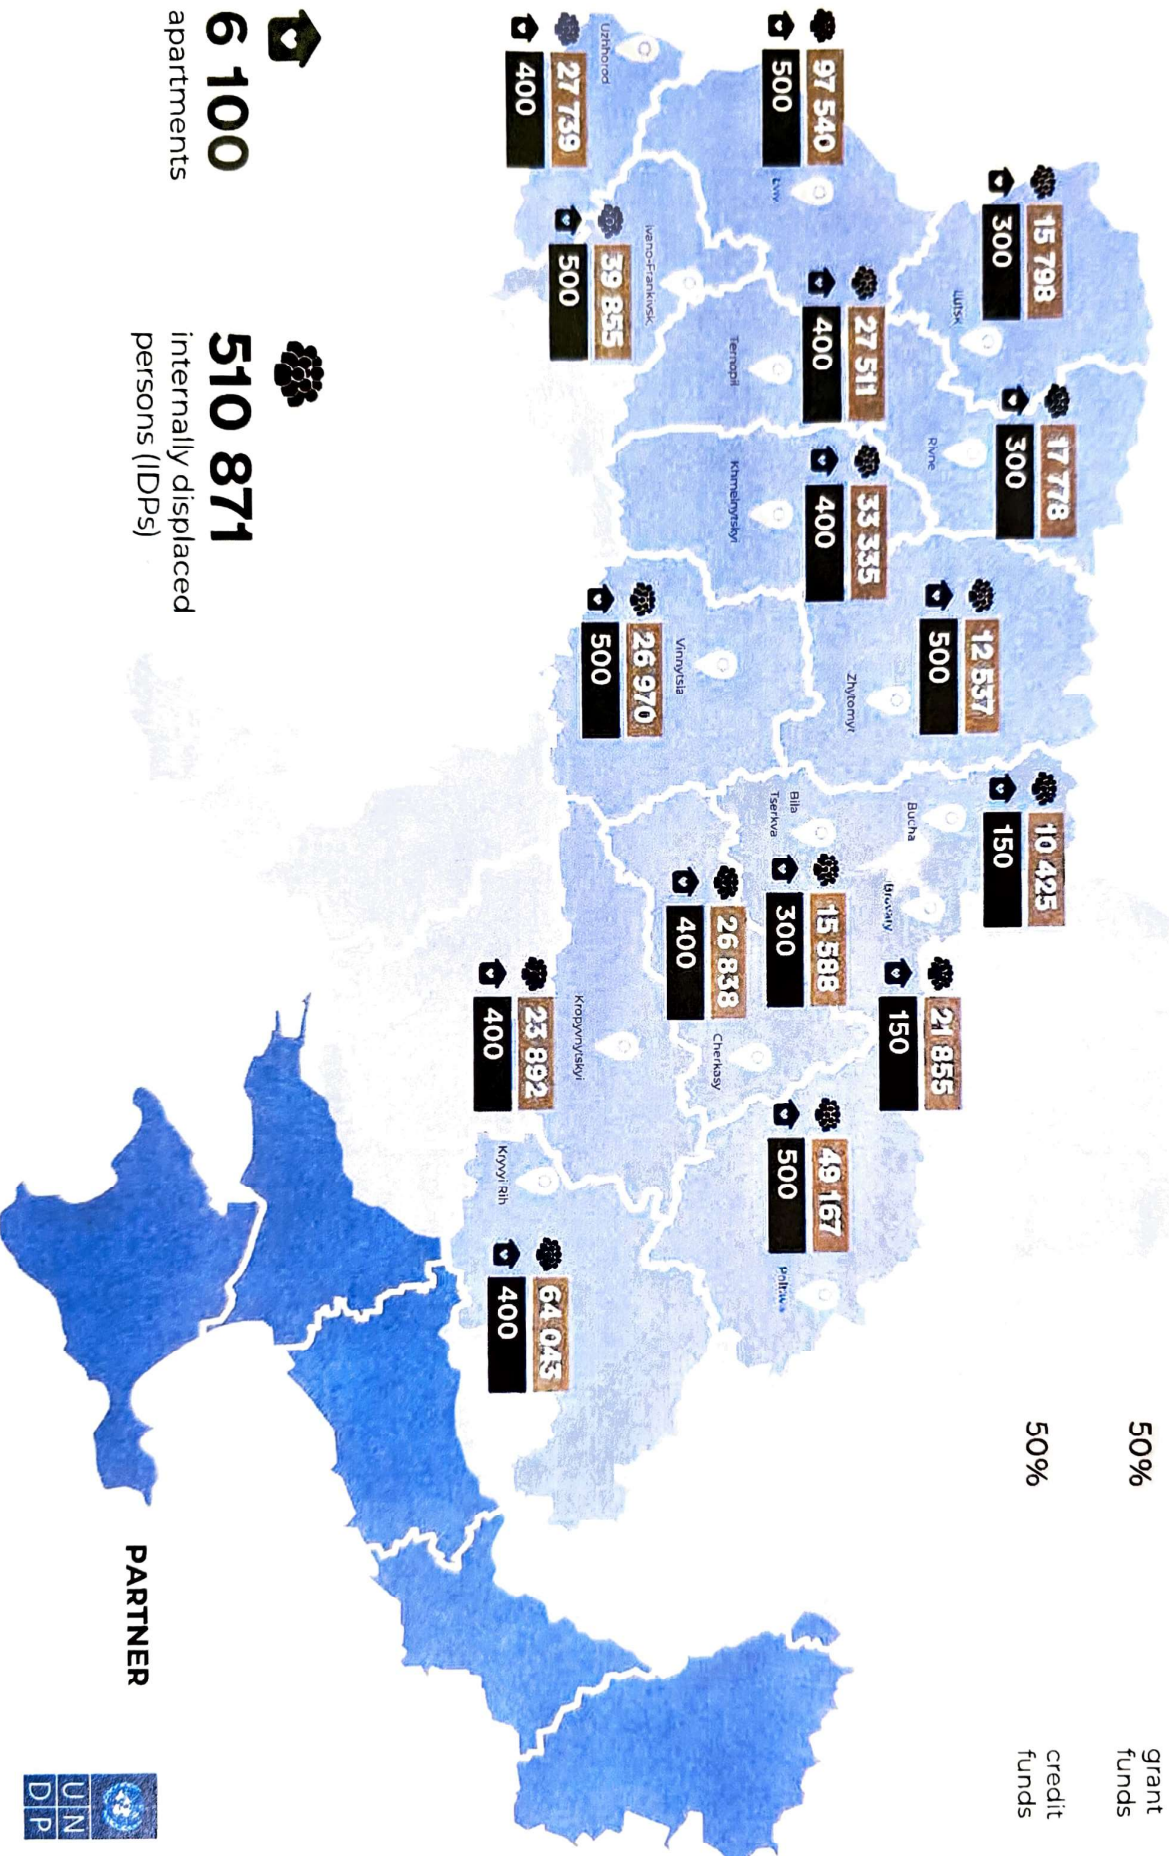 50%
grant
funds
50%
credit
funds
15 798
300
Lutsk
17 778
300
Rivne
10 425
150
Bucha
12 537
500
Zhytomyr
21 855
150
Brovary
97 540
500
Lviv
27 511
400
Ternopil
33 335
400
Khmelnytskyi
Bila
Tserkva
15 588
300
49 167
500
Poltava
26 838
400
Cherkasy
Uzhhorod
27 739
400
Ivano-Frankivsk
39 855
500
Vinnytsia
26 970
500
Kropyvnytskyi
23 892
400
Kryvyi Rih
64 043
400
6 100
apartments
510 871
internally displaced
persons (IDPs)
PARTNER
U N
D P